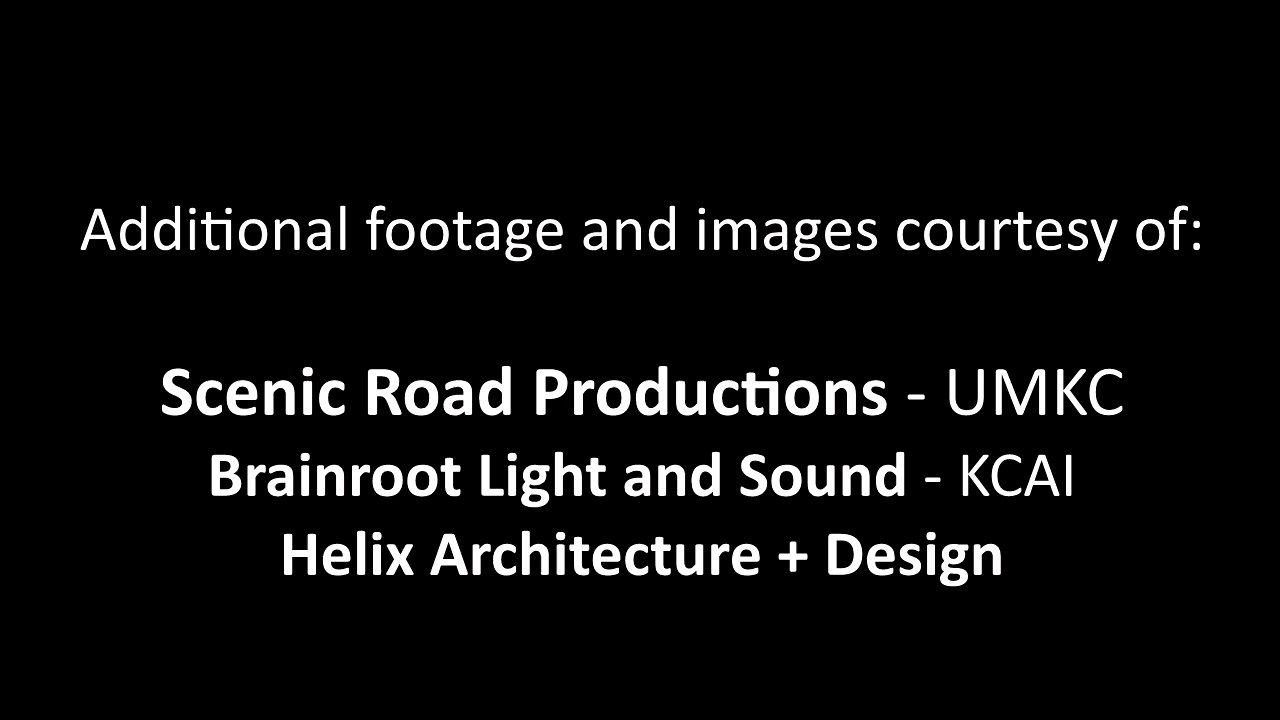 Additional footage and images courtesy of:
Scenic Road Productions - UMKC
Brainroot Light and Sound - KCAI
Helix Architecture + Design